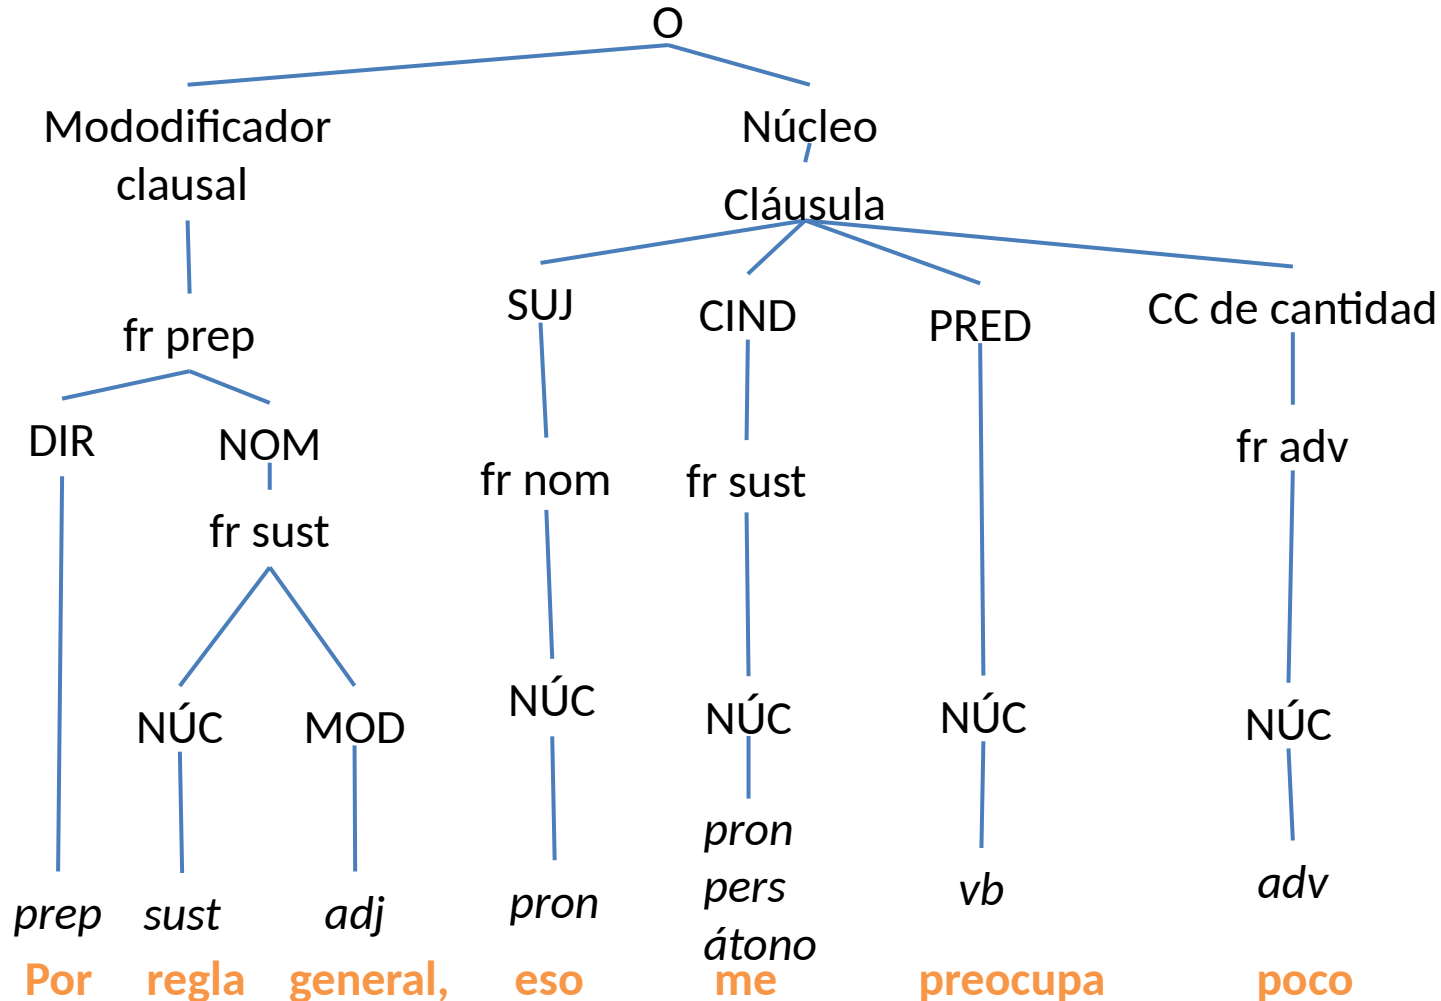 O
Mododificador
clausal
Núcleo
Cláusula
SUJ
CIND
PRED
CC de cantidad
fr prep
DIR
NOM
fr nom
fr sust
fr adv
fr sust
NÚC
MOD
NÚC
NÚC
NÚC
NÚC
pron
pers
átono
prep
sust
adj
pron
vb
adv
Por regla general, eso me preocupa poco